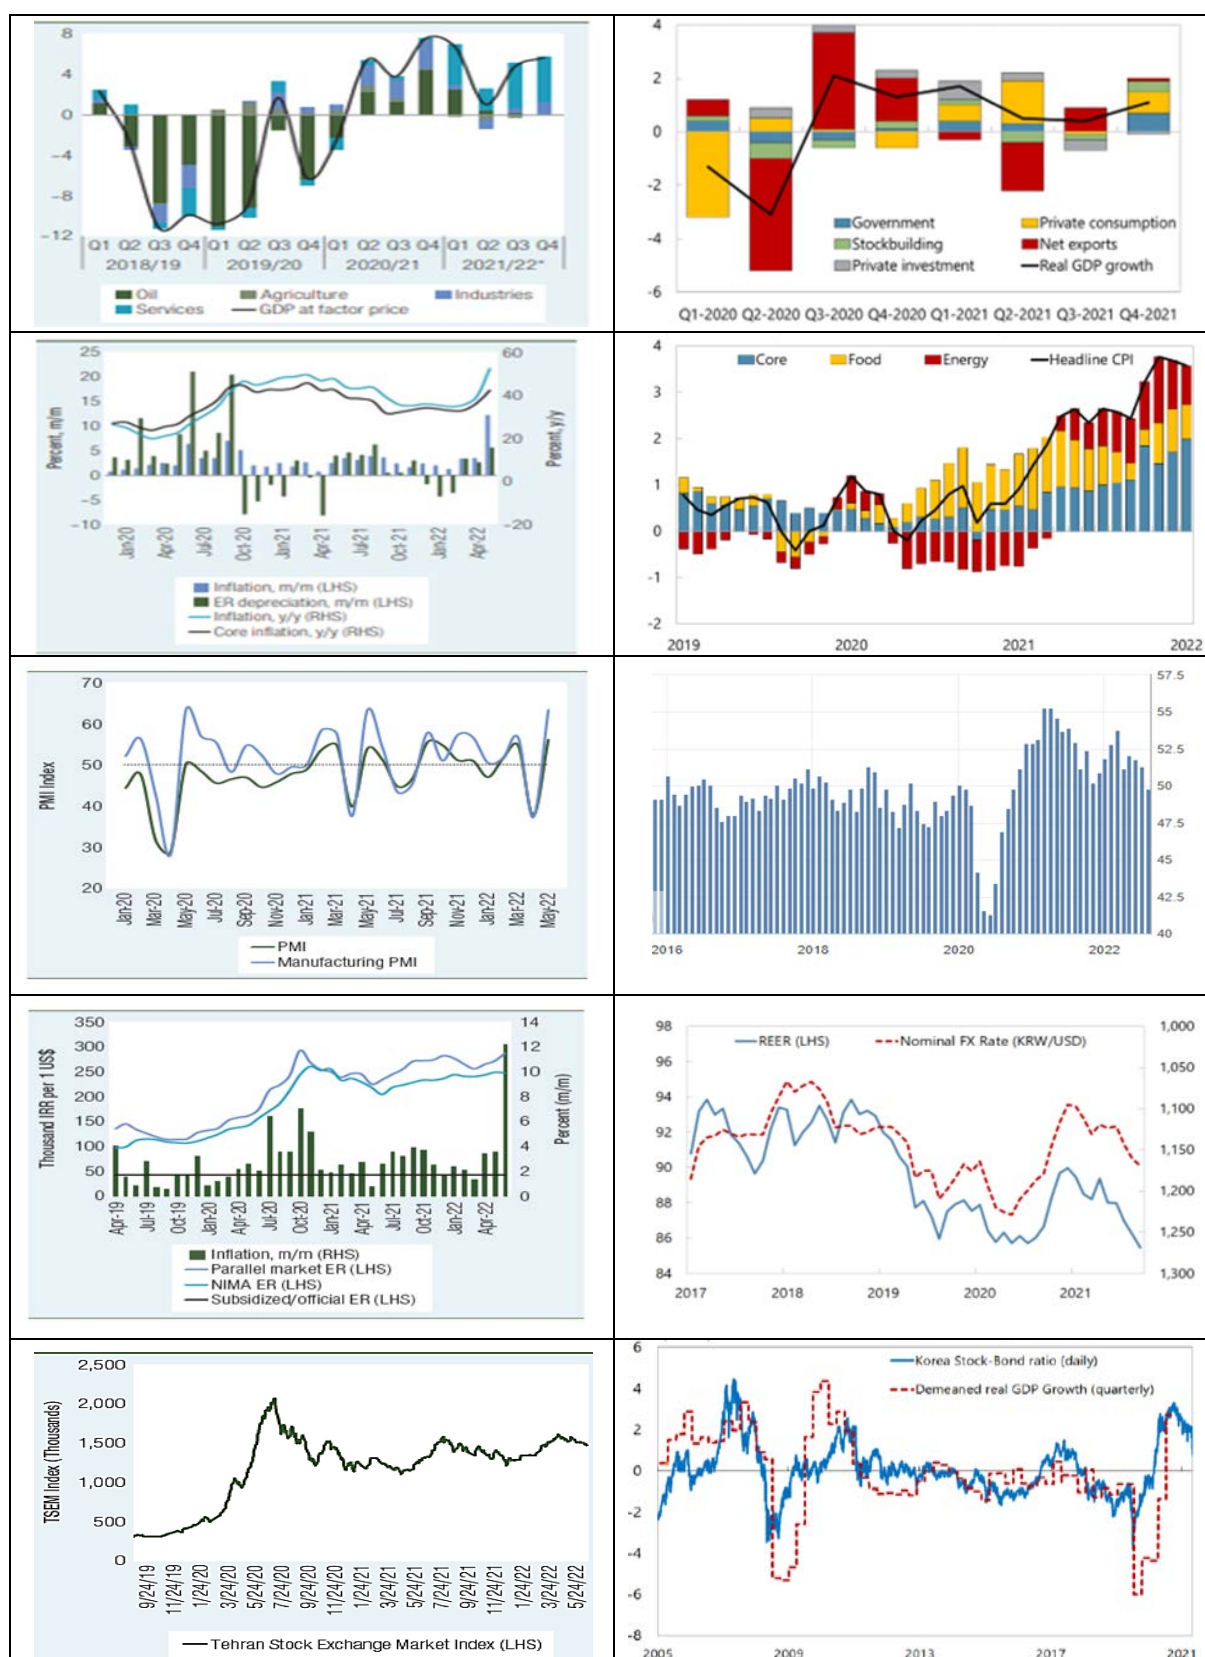 8
4
0
−4
−8
−12
Q1 Q2 Q3 Q4 Q1 Q2 Q3 Q4 Q1 Q2 Q3 Q4 Q1 Q2 Q3 Q4
2018/19 2019/20 2020/21 2021/22*
Oil Agriculture Industries
Services GDP at factor price
4
2
0
-2
-4
-6
Government Private consumption
Stockbuilding Net exports
Private investment Real GDP growth
Q1-2020 Q2-2020 Q3-2020 Q4-2020 Q1-2021 Q2-2021 Q3-2021 Q4-2021
Percent, m/m
25
20
15
10
5
0
−5
−10
60
40
20
0
−20
Percent, y/y
Jan-20 Apr-20 Jul-20 Oct-20 Jan-21 Apr-21 Jul-21 Oct-21 Jan-22 Apr-22
Inflation, m/m (LHS)
ER depreciation, m/m (LHS)
Inflation, y/y (RHS)
Core inflation, y/y (RHS)
Core Food Energy Headline CPI
4
3
2
1
0
-1
-2
2019 2020 2021 2022
PMI Index
70
60
50
40
30
20
Jan-20 Mar-20 May-20 Jul-20 Sep-20 Nov-20 Jan-21 Mar-21 May-21 Jul-21 Sep-21 Nov-21 Jan-22 Mar-22 May-22
PMI
Manufacturing PMI
57.5
55
52.5
50
47.5
45
42.5
40
2016 2018 2020 2022
Thousand IRR per 1 US$
350
300
250
200
150
100
50
0
14
12
10
8
6
4
2
0
Percent (m/m)
Apr-19 Jul-19 Oct-19 Jan-20 Apr-20 Jul-20 Oct-20 Jan-21 Apr-21 Jul-21 Oct-21 Jan-22 Apr-22
Inflation, m/m (RHS)
Parallel market ER (LHS)
NIMA ER (LHS)
Subsidized/official ER (LHS)
REER (LHS) Nominal FX Rate (KRW/USD)
98
96
94
92
90
88
86
84
1,000
1,050
1,100
1,150
1,200
1,250
1,300
2017 2018 2019 2020 2021
TSEM Index (Thousands)
2,500
2,000
1,500
1,000
500
0
9/24/19 11/24/19 1/24/20 3/24/20 5/24/20 7/24/20 9/24/20 11/24/20 1/24/21 3/24/21 5/24/21 7/24/21 9/24/21 11/24/21 1/24/22 3/24/22 5/24/22
Tehran Stock Exchange Market Index (LHS)
Korea Stock-Bond ratio (daily)
Demeaned real GDP Growth (quarterly)
6
4
2
0
-2
-4
-6
-8
2005 2009 2013 2017 2021